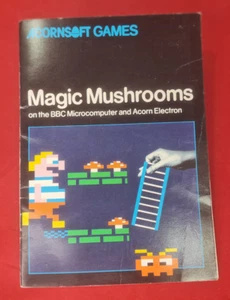 ACORNSOFT GAMES
Magic Mushrooms
on the BBC Microcomputer and Acorn Electron